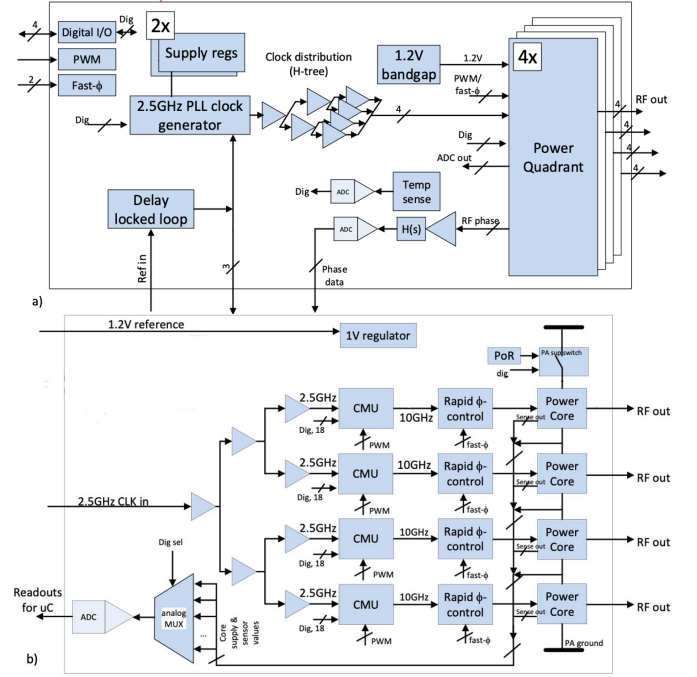 4
Digital I/O
Dig
PWM
2
Fast-ϕ
2x
Supply regs
Dig
2.5GHz PLL clock
generator
Clock distribution
(H-tree)
4
1.2V
bandgap
1.2V
PWM/
fast-ϕ
Dig
ADC out
4x
Power
Quadrant
4
RF out
4
4
4
Dig
ADC
Temp
sense
ADC
H(s)
RF phase
Delay
locked loop
Ref in
3
Phase
data
a)
1.2V reference
1V regulator
PoR
dig
PA supswitch
2.5GHz
Dig, 18
CMU
PWM
10GHz
Rapid ϕ-
control
fast-ϕ
Sense out
Power
Core
RF out
2.5GHz
Dig, 18
CMU
PWM
10GHz
Rapid ϕ-
control
fast-ϕ
Sense out
Power
Core
RF out
2.5GHz CLK in
2.5GHz
Dig, 18
CMU
PWM
10GHz
Rapid ϕ-
control
fast-ϕ
Sense out
Power
Core
RF out
2.5GHz
Dig, 18
CMU
PWM
10GHz
Rapid ϕ-
control
fast-ϕ
Sense out
Power
Core
RF out
Dig sel
Readouts
for uC
ADC
analog
MUX
...
Core
supply &
sensor
values
PA ground
b)